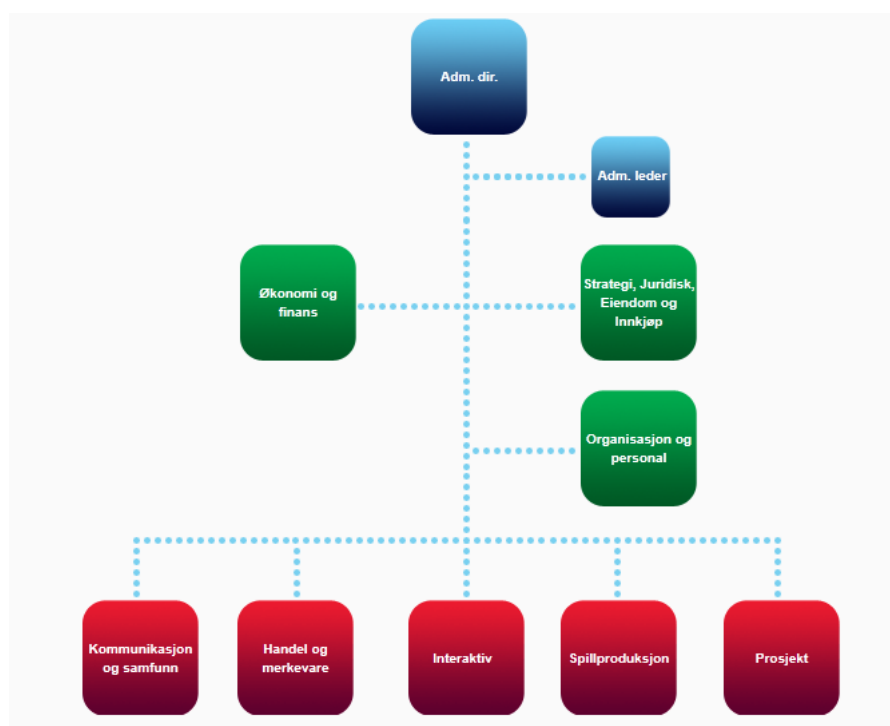 Adm. dir.
Adm. leder
Økonomi og
finans
Strategi, Juridisk,
Eiendom og
Innkjøp
Organisasjon og
personal
Kommunikasjon
og samfunn
Handel og
merkevare
Interaktiv
Spillproduksjon
Prosjekt